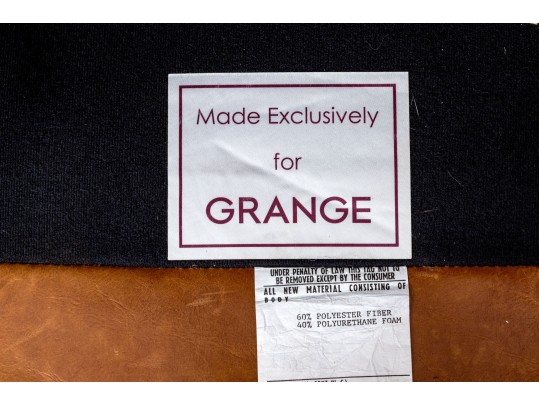 Made Exclusively
for
GRANGE
UNDER PENALTY OF LAW THIS TAG NOT TO
BE REMOVED EXCEPT BY THE CONSUMER
ALL NEW MATERIAL CONSISTING OF
BODY
60% POLYESTER FIBER
40% POLYURETHANE FOAM